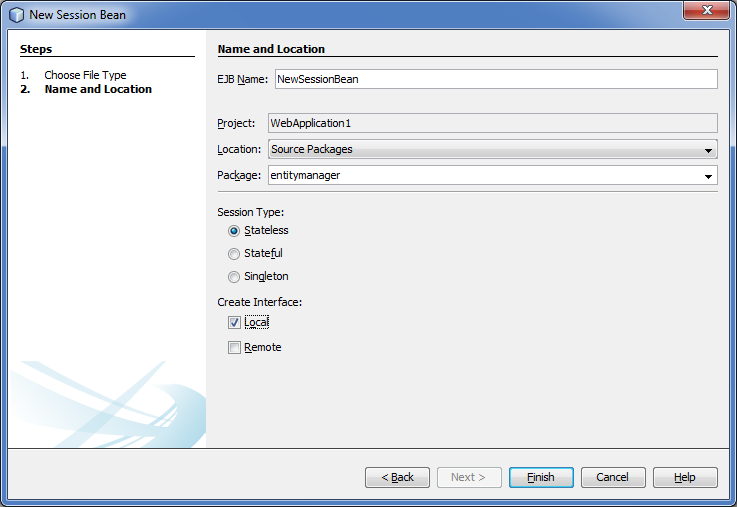 New Session Bean
Steps
1. Choose File Type
2. Name and Location
Name and Location
EJB Name: NewSessionBean
Project: WebApplication1
Location: Source Packages
Package: entitymanager
Session Type:
Stateless
Stateful
Singleton
Create Interface:
Local
Remote
< Back Next > Finish Cancel Help